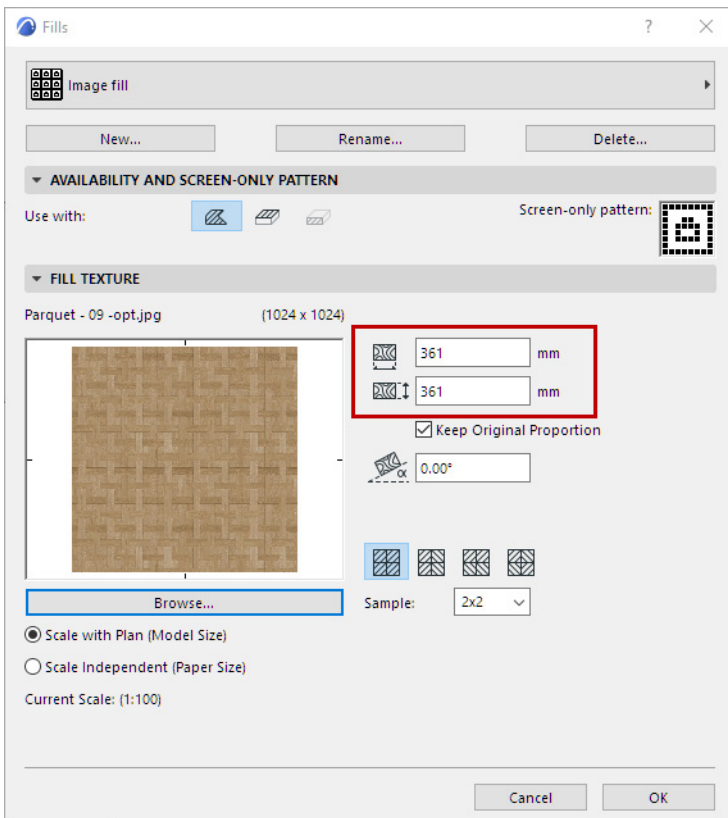 Fills
Image fill
New... Rename... Delete...
AVAILABILITY AND SCREEN-ONLY PATTERN
Use with: Screen-only pattern:
FILL TEXTURE
Parquet - 09 -opt.jpg (1024 x 1024)
361 mm
361 mm
Keep Original Proportion
α 0.00°
Browse... Sample: 2x2
Scale with Plan (Model Size)
Scale Independent (Paper Size)
Current Scale: (1:100)
Cancel OK